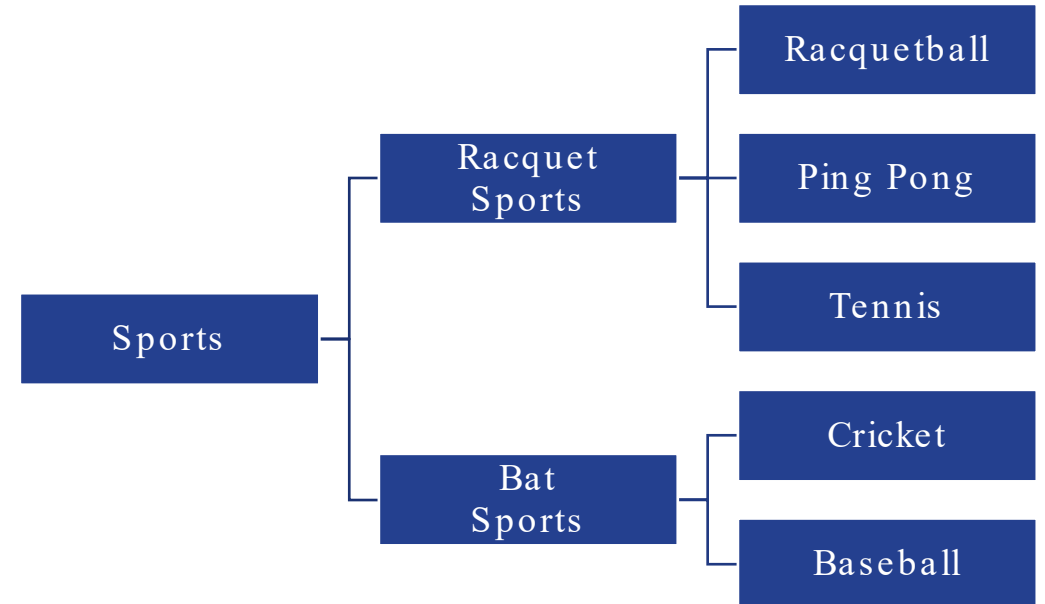 Racquetball
Racquet
Sports
Ping Pong
Tennis
Sports
Cricket
Bat
Sports
Baseball